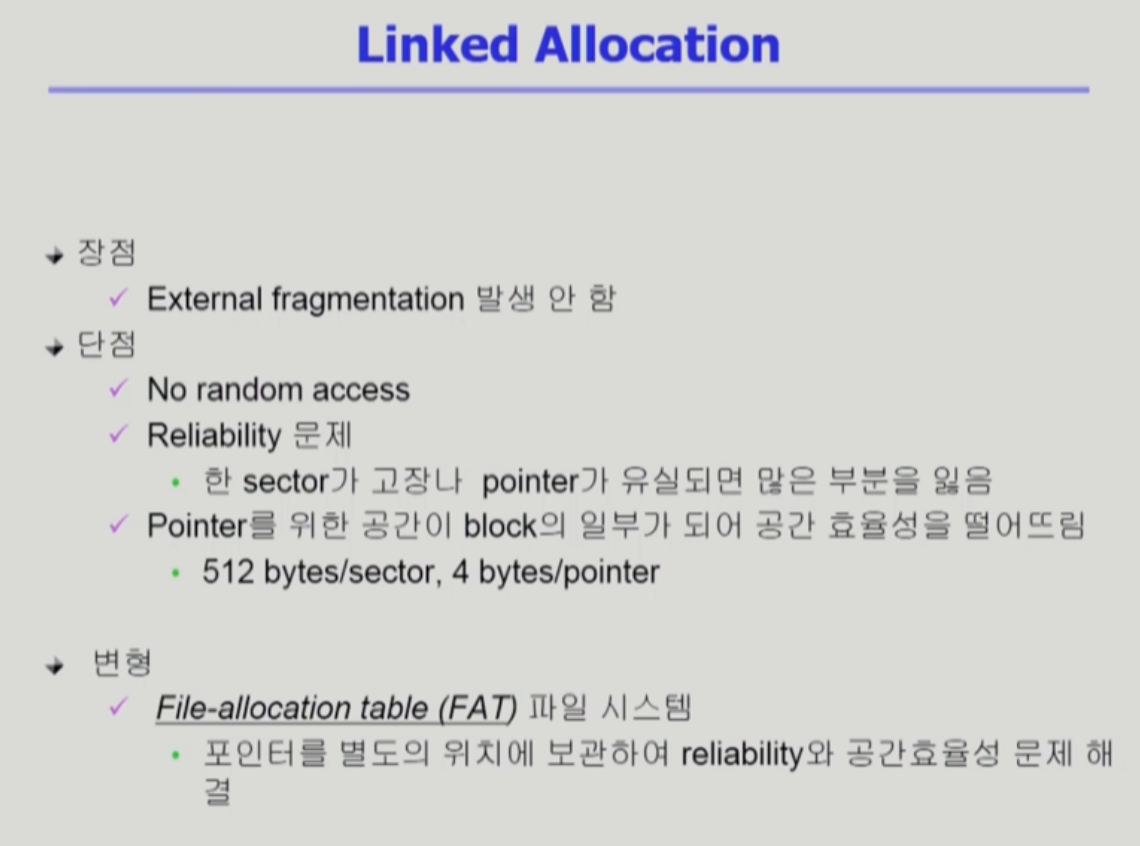 Linked Allocation
장점
External fragmentation 발생 안 함
단점
No random access
Reliability 문제
한 sector가 고장나 pointer가 유실되면 많은 부분을 잃음
Pointer를 위한 공간이 block의 일부가 되어 공간 효율성을 떨어뜨림
512 bytes/sector, 4 bytes/pointer
변형
File-allocation table (FAT) 파일 시스템
포인터를 별도의 위치에 보관하여 reliability와 공간효율성 문제 해
결